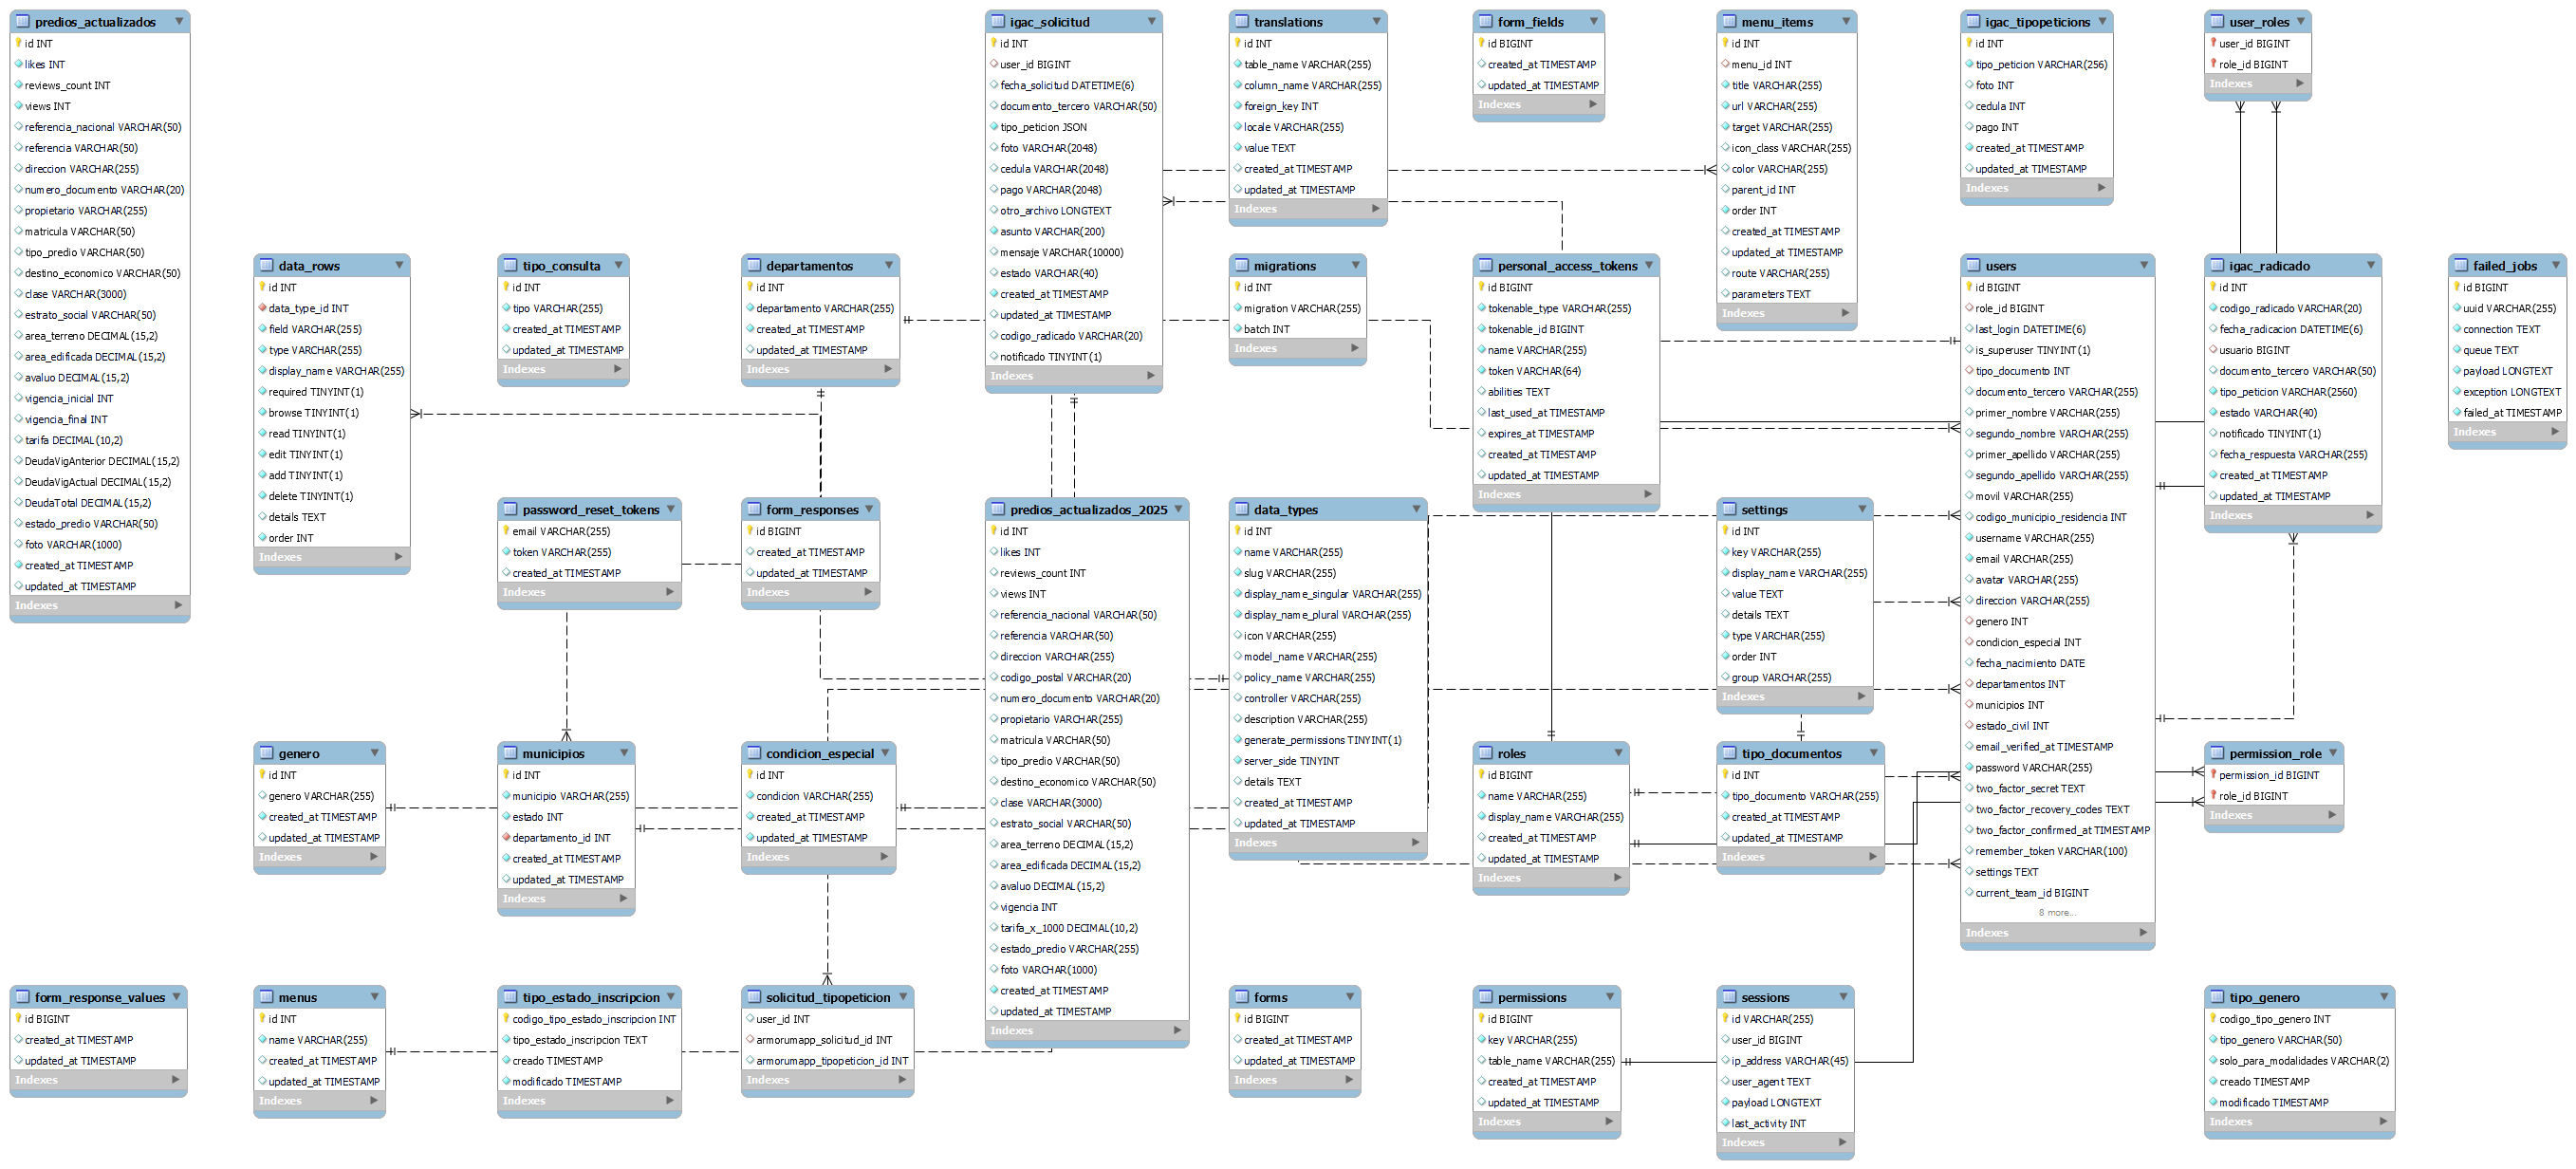 predios_actualizados
id INT
likes INT
reviews_count INT
views INT
referencia_nacional VARCHAR(50)
referencia VARCHAR(50)
direccion VARCHAR(255)
numero_documento VARCHAR(20)
propietario VARCHAR(255)
matricula VARCHAR(50)
tipo_predio VARCHAR(50)
destino_economico VARCHAR(50)
clase VARCHAR(3000)
estrato_social VARCHAR(50)
area_terreno DECIMAL(15,2)
area_edificada DECIMAL(15,2)
avaluo DECIMAL(15,2)
vigencia_inicial INT
vigencia_final INT
tarifa DECIMAL(10,2)
DeudaVigAnterior DECIMAL(15,2)
DeudaVigActual DECIMAL(15,2)
DeudaTotal DECIMAL(15,2)
estado_predio VARCHAR(50)
foto VARCHAR(1000)
created_at TIMESTAMP
updated_at TIMESTAMP
Indexes
igac_solicitud
id INT
user_id BIGINT
fecha_solicitud DATETIME(6)
documento_tercero VARCHAR(50)
tipo_peticion JSON
foto VARCHAR(2048)
cedula VARCHAR(2048)
pago VARCHAR(2048)
otro_archivo LONGTEXT
asunto VARCHAR(200)
mensaje VARCHAR(10000)
estado VARCHAR(40)
created_at TIMESTAMP
updated_at TIMESTAMP
codigo_radicado VARCHAR(20)
notificado TINYINT(1)
Indexes
translations
id INT
table_name VARCHAR(255)
column_name VARCHAR(255)
foreign_key INT
locale VARCHAR(255)
value TEXT
created_at TIMESTAMP
updated_at TIMESTAMP
Indexes
form_fields
id BIGINT
created_at TIMESTAMP
updated_at TIMESTAMP
Indexes
menu_items
id INT
menu_id INT
title VARCHAR(255)
url VARCHAR(255)
target VARCHAR(255)
icon_class VARCHAR(255)
color VARCHAR(255)
parent_id INT
order INT
created_at TIMESTAMP
updated_at TIMESTAMP
route VARCHAR(255)
parameters TEXT
Indexes
igac_tipopeticions
id INT
tipo_peticion VARCHAR(256)
foto INT
cedula INT
pago INT
created_at TIMESTAMP
updated_at TIMESTAMP
Indexes
user_roles
user_id BIGINT
role_id BIGINT
Indexes
data_rows
id INT
data_type_id INT
field VARCHAR(255)
type VARCHAR(255)
display_name VARCHAR(255)
required TINYINT(1)
browse TINYINT(1)
read TINYINT(1)
edit TINYINT(1)
add TINYINT(1)
delete TINYINT(1)
details TEXT
order INT
Indexes
tipo_consulta
id INT
tipo VARCHAR(255)
created_at TIMESTAMP
updated_at TIMESTAMP
Indexes
departamentos
id INT
departamento VARCHAR(255)
created_at TIMESTAMP
updated_at TIMESTAMP
Indexes
migrations
id INT
migration VARCHAR(255)
batch INT
Indexes
personal_access_tokens
id BIGINT
tokenable_type VARCHAR(255)
tokenable_id BIGINT
name VARCHAR(255)
token VARCHAR(64)
abilities TEXT
last_used_at TIMESTAMP
expires_at TIMESTAMP
created_at TIMESTAMP
updated_at TIMESTAMP
Indexes
users
id BIGINT
role_id BIGINT
last_login DATETIME(6)
is_superuser TINYINT(1)
tipo_documento INT
documento_tercero VARCHAR(255)
primer_nombre VARCHAR(255)
segundo_nombre VARCHAR(255)
primer_apellido VARCHAR(255)
segundo_apellido VARCHAR(255)
movil VARCHAR(255)
codigo_municipio_residencia INT
username VARCHAR(255)
email VARCHAR(255)
avatar VARCHAR(255)
direccion VARCHAR(255)
genero INT
condicion_especial INT
fecha_nacimiento DATE
departamentos INT
municipios INT
estado_civil INT
email_verified_at TIMESTAMP
password VARCHAR(255)
two_factor_secret TEXT
two_factor_recovery_codes TEXT
two_factor_confirmed_at TIMESTAMP
remember_token VARCHAR(100)
settings TEXT
current_team_id BIGINT
8 more...
Indexes
igac_radicado
id INT
codigo_radicado VARCHAR(20)
fecha_radicacion DATETIME(6)
usuario BIGINT
documento_tercero VARCHAR(50)
tipo_peticion VARCHAR(2560)
estado VARCHAR(40)
notificado TINYINT(1)
fecha_respuesta VARCHAR(255)
created_at TIMESTAMP
updated_at TIMESTAMP
Indexes
failed_jobs
id BIGINT
uuid VARCHAR(255)
connection TEXT
queue TEXT
payload LONGTEXT
exception LONGTEXT
failed_at TIMESTAMP
Indexes
password_reset_tokens
email VARCHAR(255)
token VARCHAR(255)
created_at TIMESTAMP
Indexes
form_responses
id BIGINT
created_at TIMESTAMP
updated_at TIMESTAMP
Indexes
predios_actualizados_2025
id INT
likes INT
reviews_count INT
views INT
referencia_nacional VARCHAR(50)
referencia VARCHAR(50)
direccion VARCHAR(255)
codigo_postal VARCHAR(20)
numero_documento VARCHAR(20)
propietario VARCHAR(255)
matricula VARCHAR(50)
tipo_predio VARCHAR(50)
destino_economico VARCHAR(50)
clase VARCHAR(3000)
estrato_social VARCHAR(50)
area_terreno DECIMAL(15,2)
area_edificada DECIMAL(15,2)
avaluo DECIMAL(15,2)
vigencia INT
tarifa_x_1000 DECIMAL(10,2)
estado_predio VARCHAR(255)
foto VARCHAR(1000)
created_at TIMESTAMP
updated_at TIMESTAMP
Indexes
data_types
id INT
name VARCHAR(255)
slug VARCHAR(255)
display_name_singular VARCHAR(255)
display_name_plural VARCHAR(255)
icon VARCHAR(255)
model_name VARCHAR(255)
policy_name VARCHAR(255)
controller VARCHAR(255)
description VARCHAR(255)
generate_permissions TINYINT(1)
server_side TINYINT
details TEXT
created_at TIMESTAMP
updated_at TIMESTAMP
Indexes
settings
id INT
key VARCHAR(255)
display_name VARCHAR(255)
value TEXT
details TEXT
type VARCHAR(255)
order INT
group VARCHAR(255)
Indexes
genero
id INT
genero VARCHAR(255)
created_at TIMESTAMP
updated_at TIMESTAMP
Indexes
municipios
id INT
municipio VARCHAR(255)
estado INT
departamento_id INT
created_at TIMESTAMP
updated_at TIMESTAMP
Indexes
condicion_especial
id INT
condicion VARCHAR(255)
created_at TIMESTAMP
updated_at TIMESTAMP
Indexes
roles
id BIGINT
name VARCHAR(255)
display_name VARCHAR(255)
created_at TIMESTAMP
updated_at TIMESTAMP
Indexes
tipo_documentos
id INT
tipo_documento VARCHAR(255)
created_at TIMESTAMP
updated_at TIMESTAMP
Indexes
permission_role
permission_id BIGINT
role_id BIGINT
Indexes
form_response_values
id BIGINT
created_at TIMESTAMP
updated_at TIMESTAMP
Indexes
menus
id INT
name VARCHAR(255)
created_at TIMESTAMP
updated_at TIMESTAMP
Indexes
tipo_estado_inscripcion
codigo_tipo_estado_inscripcion INT
tipo_estado_inscripcion TEXT
creado TIMESTAMP
modificado TIMESTAMP
Indexes
solicitud_tipopeticion
user_id INT
armorumapp_solicitud_id INT
armorumapp_tipopeticion_id INT
Indexes
forms
id BIGINT
created_at TIMESTAMP
updated_at TIMESTAMP
Indexes
permissions
id BIGINT
key VARCHAR(255)
table_name VARCHAR(255)
created_at TIMESTAMP
updated_at TIMESTAMP
Indexes
sessions
id VARCHAR(255)
user_id BIGINT
ip_address VARCHAR(45)
user_agent TEXT
payload LONGTEXT
last_activity INT
Indexes
tipo_genero
codigo_tipo_genero INT
tipo_genero VARCHAR(50)
solo_para_modalidades VARCHAR(2)
creado TIMESTAMP
modificado TIMESTAMP
Indexes